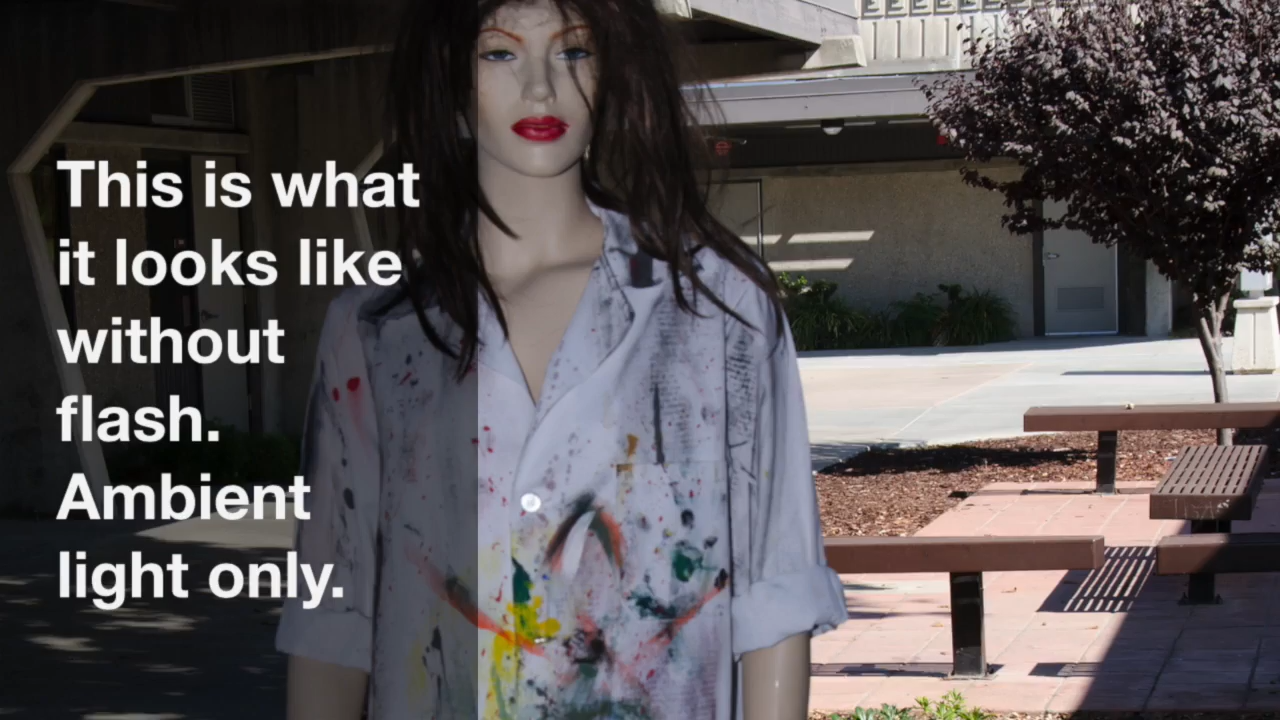 This is what
it looks like
without
flash.
Ambient
light only.